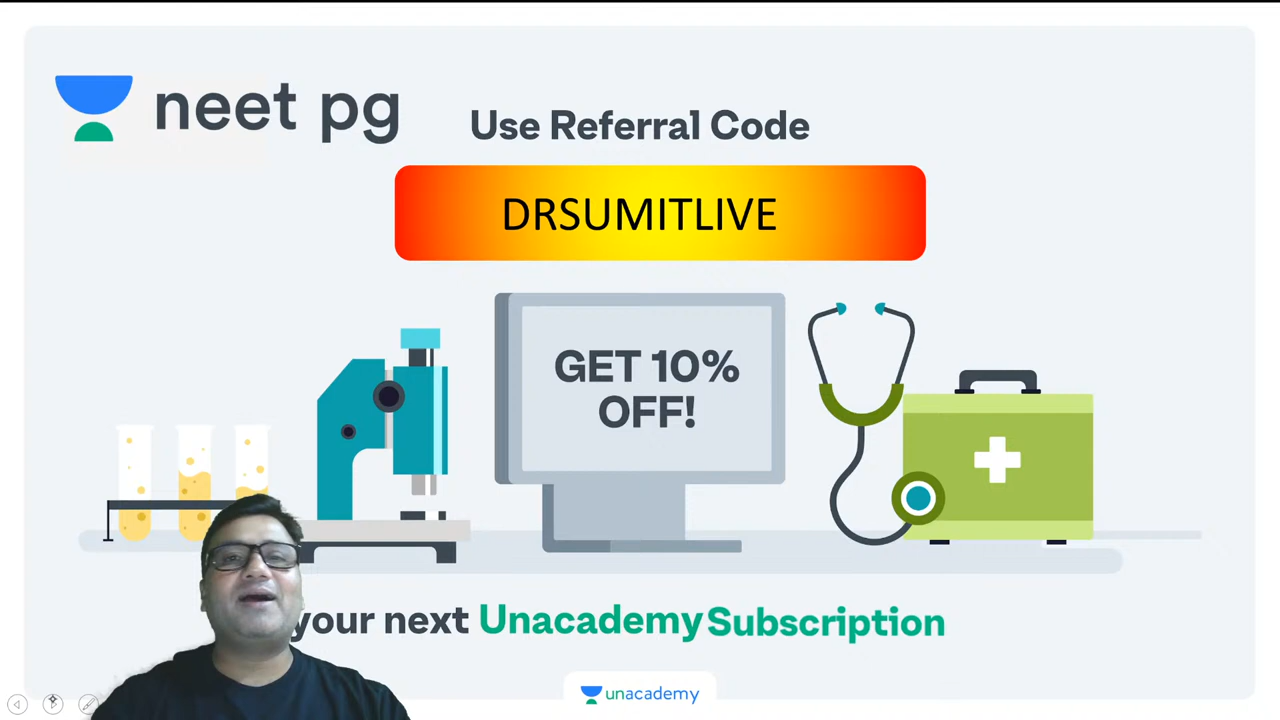 neet pg
Use Referral Code
DRSUMITLIVE
GET 10%
OFF!
your next Unacademy Subscription
unacademy